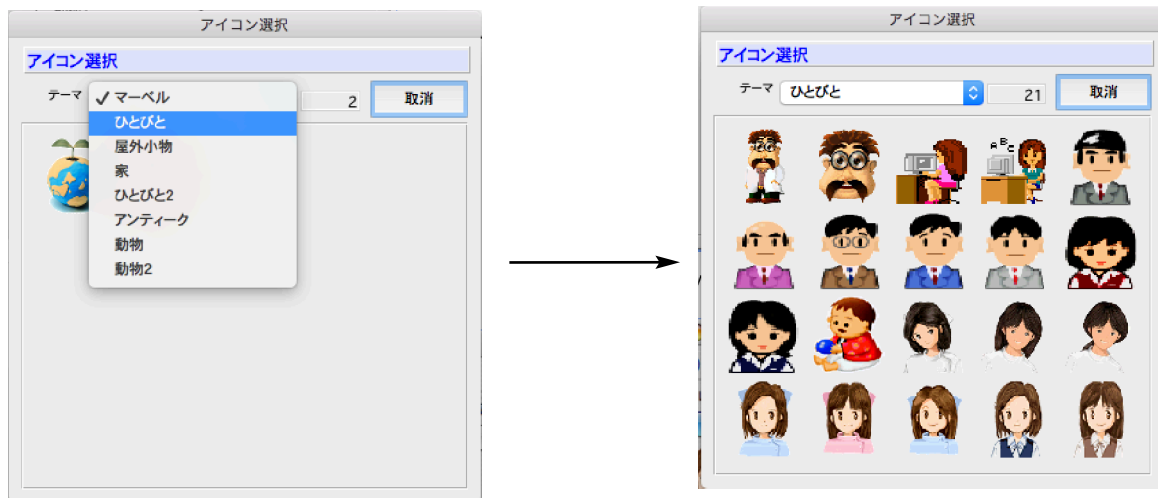 アイコン選択
アイコン選択
テーマ ✓ マーベル 2 取消
ひとびと
屋外小物
家
ひとびと2
アンティーク
動物
動物2
アイコン選択
アイコン選択
テーマ ひとびと 21 取消
ABC